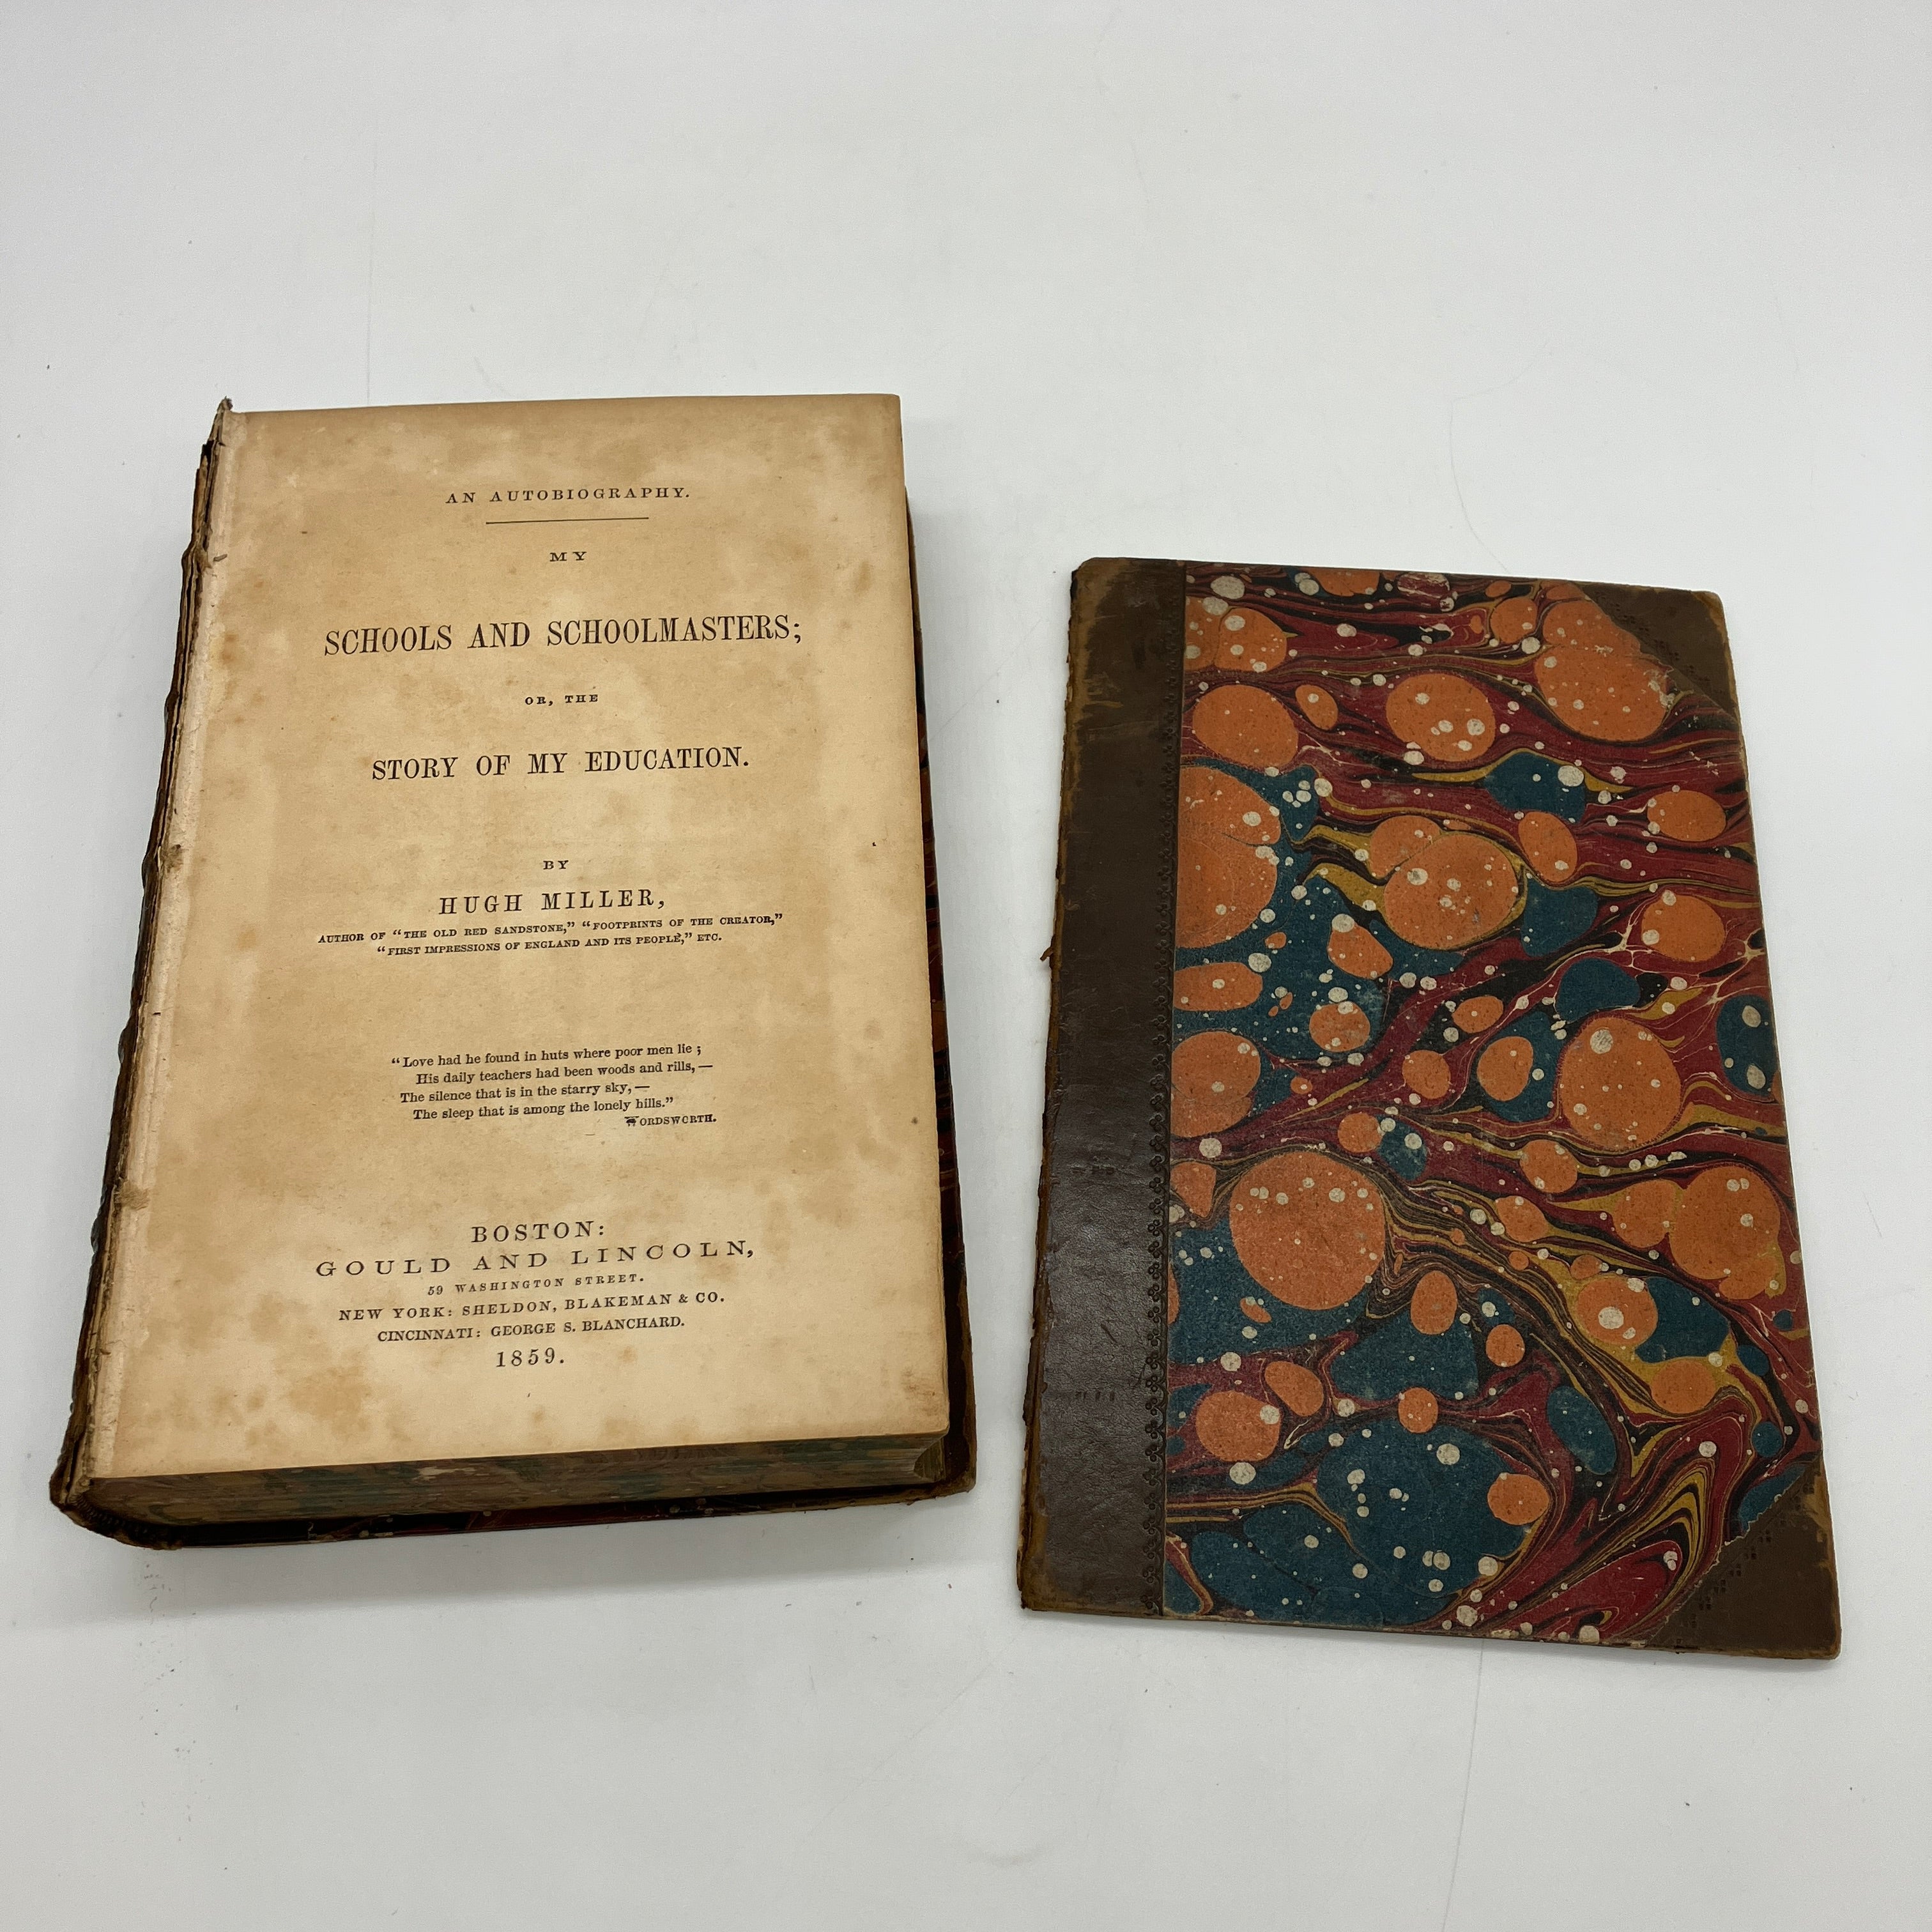 AN AUTOBIOGRAPHY.
MY
SCHOOLS AND SCHOOLMASTERS;
OR, THE
STORY OF MY EDUCATION.
BY
HUGH MILLER,
AUTHOR OF "THE OLD RED SANDSTONE," "FOOTPRINTS OF THE CREATOR,"
"FIRST IMPRESSIONS OF ENGLAND AND ITS PEOPLE," ETC.
"Love had he found in huts where poor men lie;
His daily teachers had been woods and rills,—
The silence that is in the starry sky,—
The sleep that is among the lonely hills."
WORDSWORTH.
BOSTON:
GOULD AND LINCOLN,
59 WASHINGTON STREET.
NEW YORK: SHELDON, BLAKEMAN & CO.
CINCINNATI: GEORGE S. BLANCHARD.
1859.